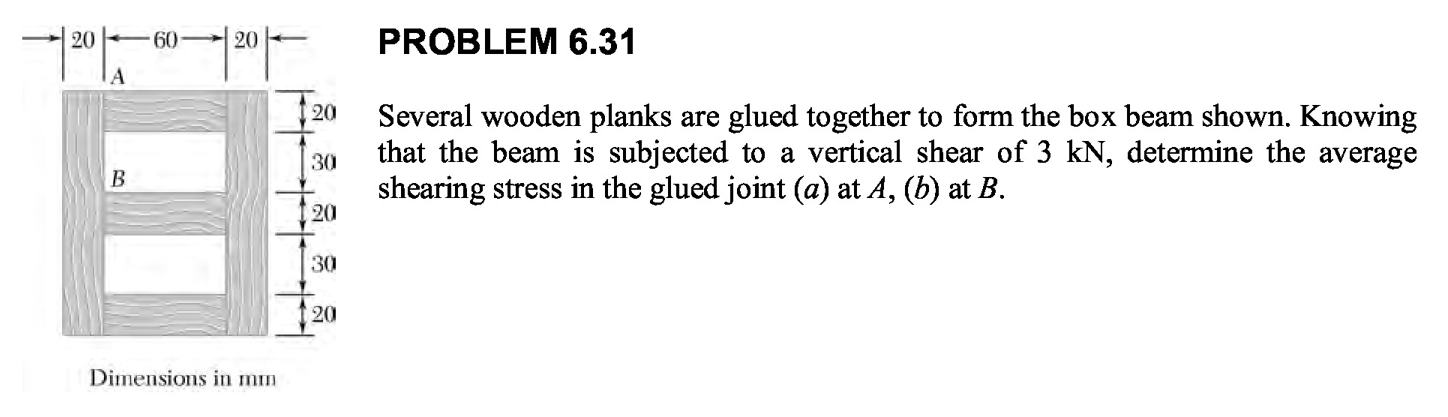 20 60 20
PROBLEM 6.31
A
20
Several wooden planks are glued together to form the box beam shown. Knowing
that the beam is subjected to a vertical shear of 3 kN, determine the average
shearing stress in the glued joint (a) at A, (b) at B.
30
B
20
30
20
Dimensions in mm